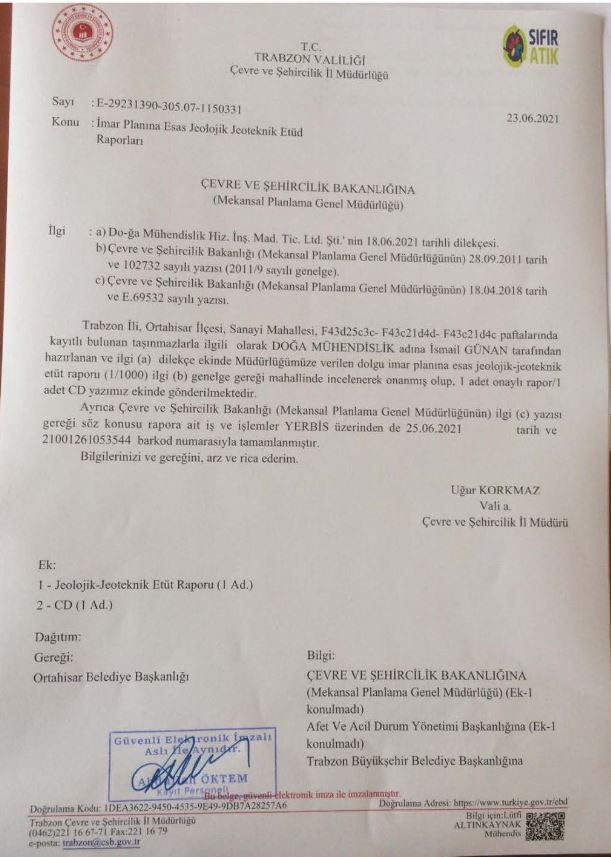 SIFIR
ATIK
T.C.
TRABZON VALİLİĞİ
Çevre ve Şehircilik İl Müdürlüğü
Sayı : E-29231390-305.07-1150331
23.06.2021
Konu : İmar Planına Esas Jeolojik Jeoteknik Etüd
Raporları
ÇEVRE VE ŞEHİRCİLİK BAKANLIĞINA
(Mekansal Planlama Genel Müdürlüğü)
İlgi : a) Do-ğa Mühendislik Hiz. İnş. Mad. Tic. Ltd. Şti.' nin 18.06.2021 tarihli dilekçesi.
b) Çevre ve Şehircilik Bakanlığı (Mekansal Planlama Genel Müdürlüğünün) 28.09.2011 tarih
ve 102732 sayılı yazısı (2011/9 sayılı genelge).
c) Çevre ve Şehircilik Bakanlığı (Mekansal Planlama Genel Müdürlüğünün) 18.04.2018 tarih
ve E.69532 sayılı yazısı.
Trabzon İli, Ortahisar İlçesi, Sanayi Mahallesi, F43d25c3c- F43c21d4d- F43c21d4c paftalarında
kayıtlı bulunan taşınmazlarla ilgili olarak DOĞA MÜHENDİSLİK adına İsmail GÜNAN tarafından
hazırlanan ve ilgi (a) dilekçe ekinde Müdürlüğümüze verilen dolgu imar planına esas jeolojik-jeoteknik
etüt raporu (1/1000) ilgi (b) genelge gereği mahallinde incelenerek onanmış olup, 1 adet onaylı rapor/1
adet CD yazımız ekinde gönderilmektedir.
Ayrıca Çevre ve Şehircilik Bakanlığı (Mekansal Planlama Genel Müdürlüğünün) ilgi (c) yazısı
gereği söz konusu rapora ait iş ve işlemler YERBİS üzerinden de 25.06.2021 tarih ve
21001261053544 barkod numarasıyla tamamlanmıştır.
Bilgilerinizi ve gereğini, arz ve rica ederim.
Uğur KORKMAZ
Vali a.
Çevre ve Şehircilik İl Müdürü
Ek:
1 - Jeolojik-Jeoteknik Etüt Raporu (1 Ad.)
2 - CD (1 Ad.)
Dağıtım:
Gereği:
Ortahisar Belediye Başkanlığı
Bilgi:
ÇEVRE VE ŞEHİRCİLİK BAKANLIĞINA
(Mekansal Planlama Genel Müdürlüğü) (Ek-1
konulmadı)
Afet Ve Acil Durum Yönetimi Başkanlığına (Ek-1
konulmadı)
Trabzon Büyükşehir Belediye Başkanlığına
Güvenli Elektronik İmzalı
Aslı İle Aynıdır.
ÖKTEM
Kayıt Personeli
Bu belge, güvenli elektronik imza ile imzalanmıştır.
Doğrulama Kodu: 1DEA3622-9450-4535-9E49-9DB7A28257A6
Doğrulama Adresi: https://www.turkiye.gov.tr/ebd
Trabzon Çevre ve Şehircilik İl Müdürlüğü
(0462)221 16 67-71 Fax:221 16 79
e-posta: trabzon@csb.gov.tr
Bilgi için:Lütfi
ALTINKAYNAK
Mühendis